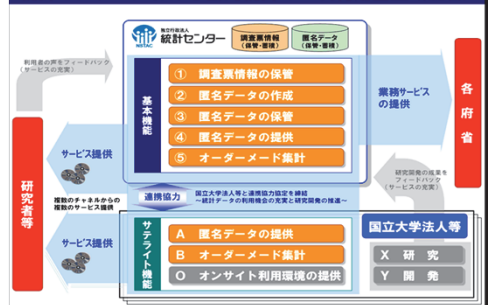 独立行政法人
統計センター
NSTAC
調査票情報
(保管・蓄積)
匿名データ
(保管・蓄積)
利用者の声をフィードバック
(サービスの充実)
基本機能
① 調査票情報の保管
② 匿名データの作成
③ 匿名データの保管
④ 匿名データの提供
⑤ オーダーメード集計
業務サービス
の提供
各府省
研究者等
サービス提供
複数のチャネルからの
複数のサービス提供
サービス提供
連携協力
国立大学法人等と連携協力協定を締結
~統計データの利用機会の充実と研究開発の推進~
研究開発の成果を
フィードバック
(サービスの充実)
サテライト機能
A 匿名データの提供
B オーダーメード集計
O オンサイト利用環境の提供
国立大学法人等
X 研究
Y 開発